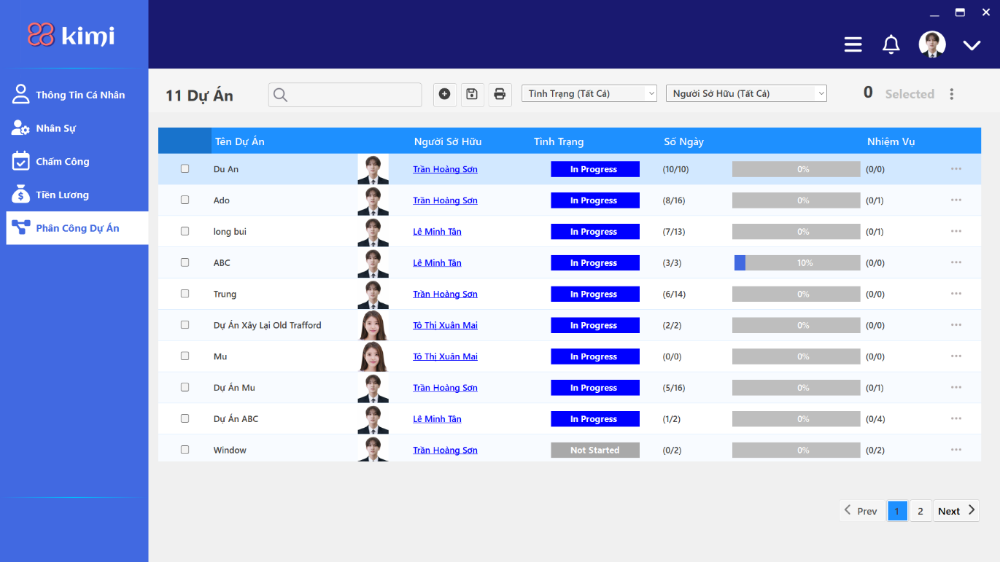 kimi
Thông Tin Cá Nhân
Nhân Sự
Chấm Công
Tiền Lương
Phân Công Dự Án
11 Dự Án
Tình Trạng (Tất Cả)
Người Sở Hữu (Tất Cả)
0 Selected
Tên Dự Án Người Sở Hữu Tình Trạng Số Ngày Nhiệm Vụ
Du An Trần Hoàng Sơn In Progress (10/10) 0% (0/0)
Ado Trần Hoàng Sơn In Progress (8/16) 0% (0/1)
long bui Lê Minh Tân In Progress (7/13) 0% (0/1)
ABC Lê Minh Tân In Progress (3/3) 10% (0/0)
Trung Trần Hoàng Sơn In Progress (6/14) 0% (0/0)
Dự Án Xây Lại Old Trafford Tô Thị Xuân Mai In Progress (2/2) 0% (0/0)
Mu Tô Thị Xuân Mai In Progress (0/0) 0% (0/0)
Dự Án Mu Trần Hoàng Sơn In Progress (5/16) 0% (0/1)
Dự Án ABC Lê Minh Tân In Progress (1/2) 0% (0/4)
Window Trần Hoàng Sơn Not Started (0/2) 0% (0/2)
Prev 1 2 Next